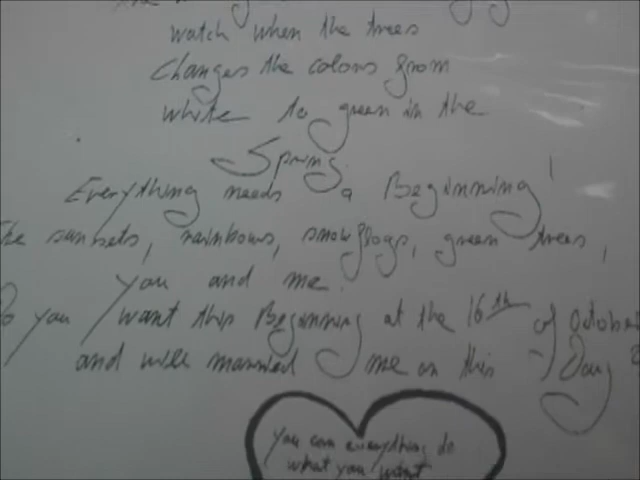 watch when the trees
changes the colors from
white to green in the
Spring.
Everything needs a Beginning!
The sunsets, rainbows, snowflogs, green trees,
you and me.
Do you want this Beginning at the 16th of October
and will married me on this Day?
you can everything do
what you want